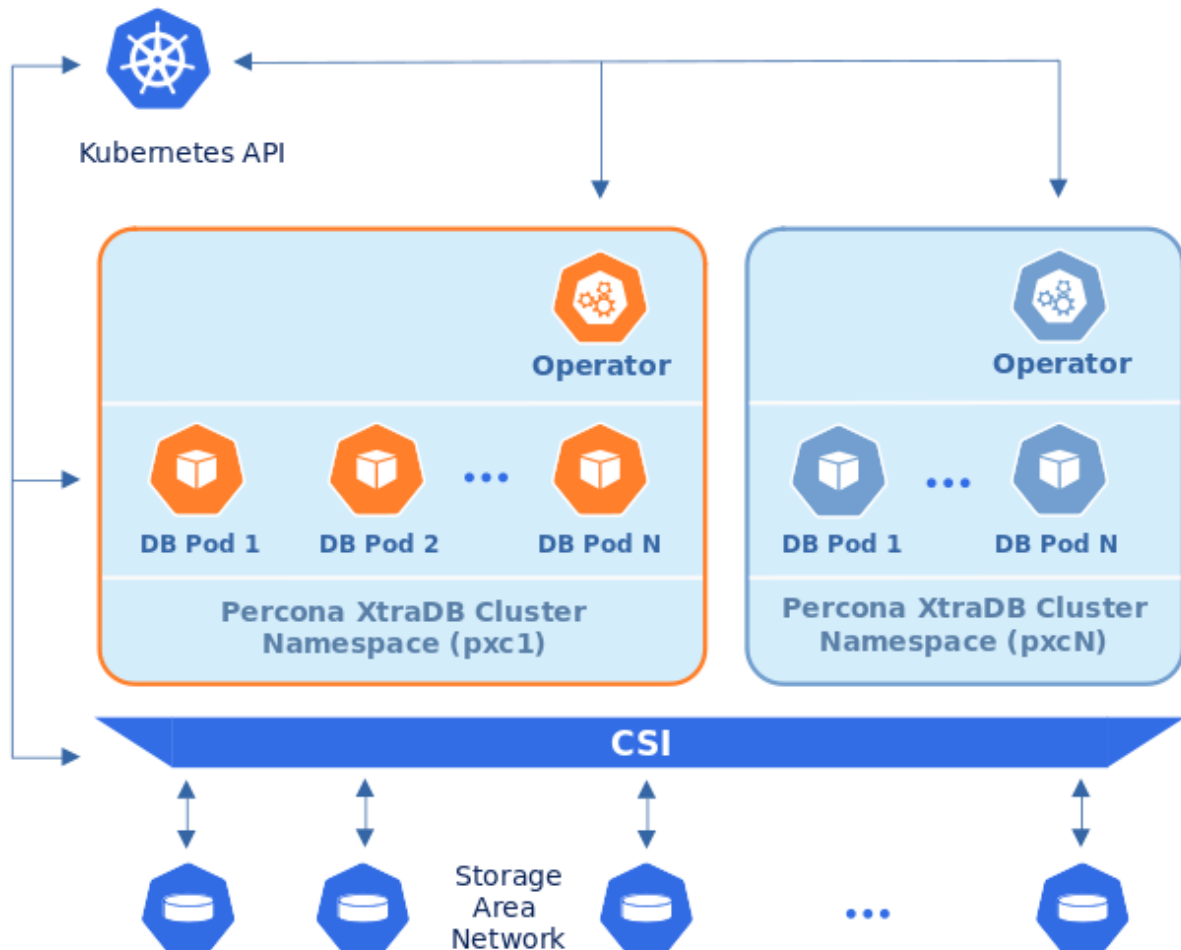 Kubernetes API
Operator
Operator
DB Pod 1
DB Pod 2
...
DB Pod N
DB Pod 1
...
DB Pod N
Percona XtraDB Cluster
Namespace (pxc1)
Percona XtraDB Cluster
Namespace (pxcN)
CSI
Storage
Area
Network
...